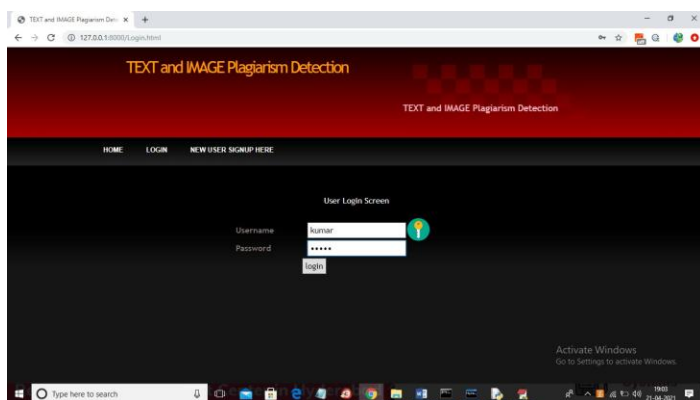 TEXT and IMAGE Plagiarism Dete
127.0.0.1:8000/Login.html
TEXT and IMAGE Plagiarism Detection
TEXT and IMAGE Plagiarism Detection
HOME LOGIN NEW USER SIGNUP HERE
User Login Screen
Username kumar
Password •••••
login
Activate Windows
Go to Settings to activate Windows.
Type here to search
19:03
21-04-2021